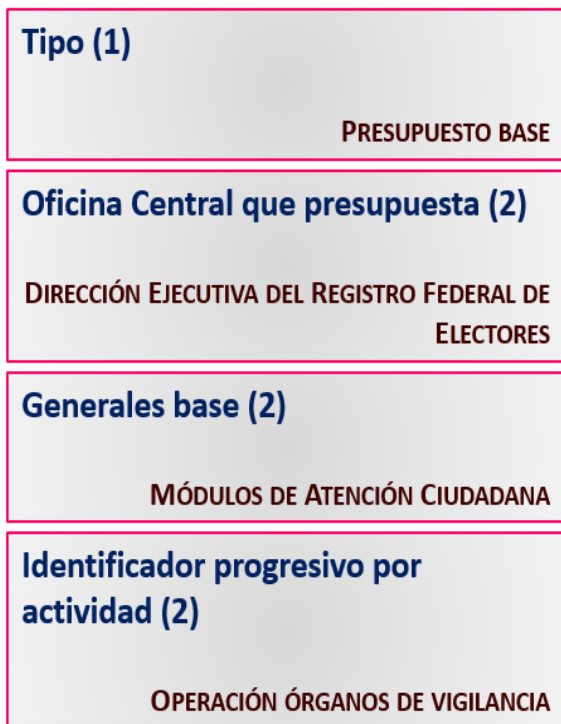 Tipo (1)
PRESUPUESTO BASE
Oficina Central que presupuesta (2)
DIRECCIÓN EJECUTIVA DEL REGISTRO FEDERAL DE
ELECTORES
Generales base (2)
MÓDULOS DE ATENCIÓN CIUDADANA
Identificador progresivo por
actividad (2)
OPERACIÓN ÓRGANOS DE VIGILANCIA